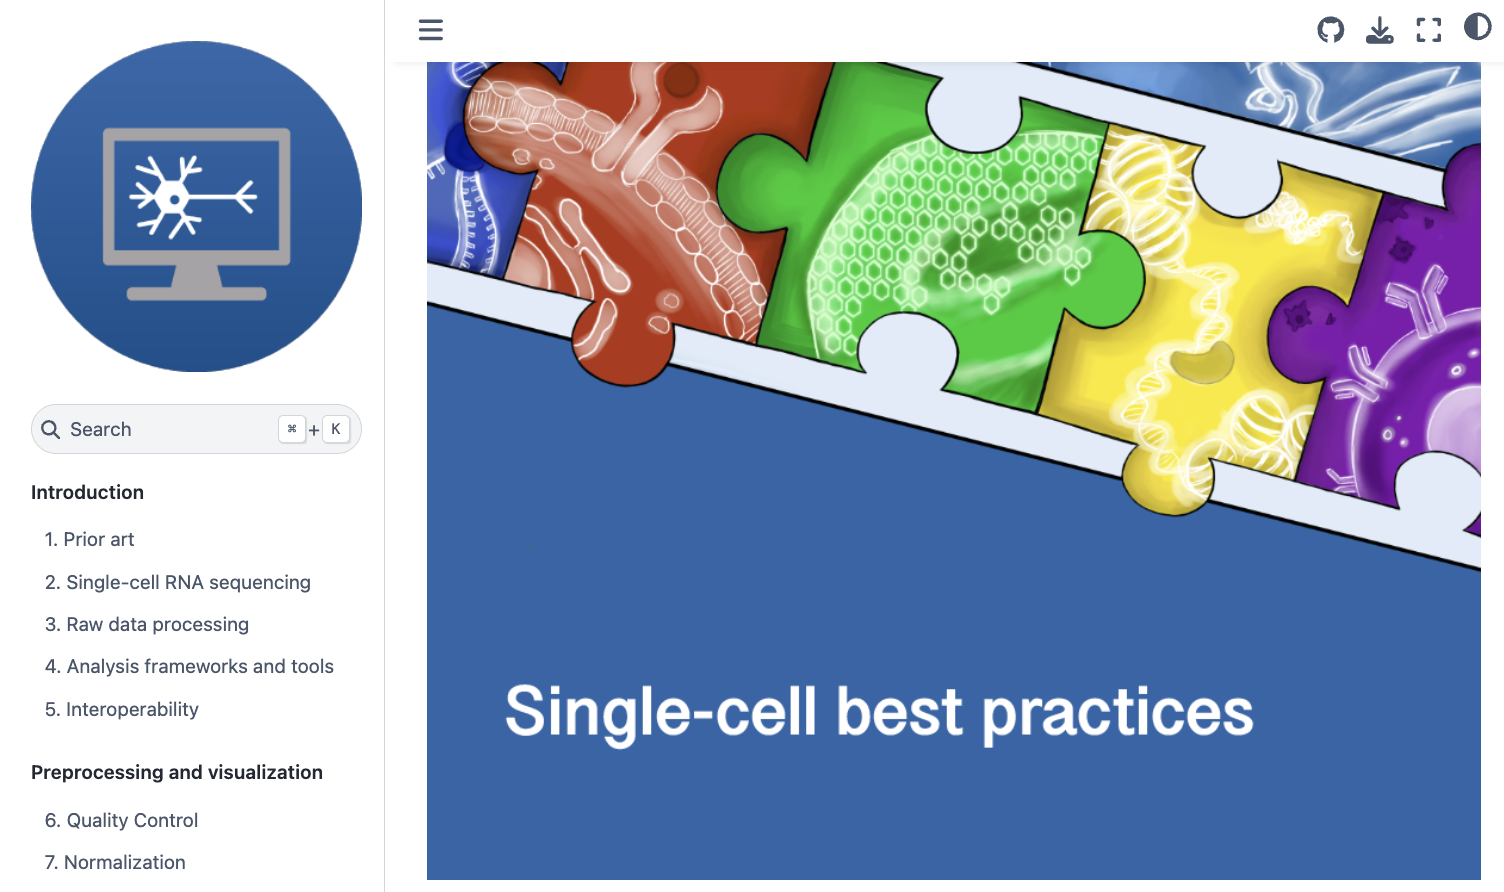 Search ⌘ + K
Introduction
1. Prior art
2. Single-cell RNA sequencing
3. Raw data processing
4. Analysis frameworks and tools
5. Interoperability
Preprocessing and visualization
6. Quality Control
7. Normalization
Single-cell best practices